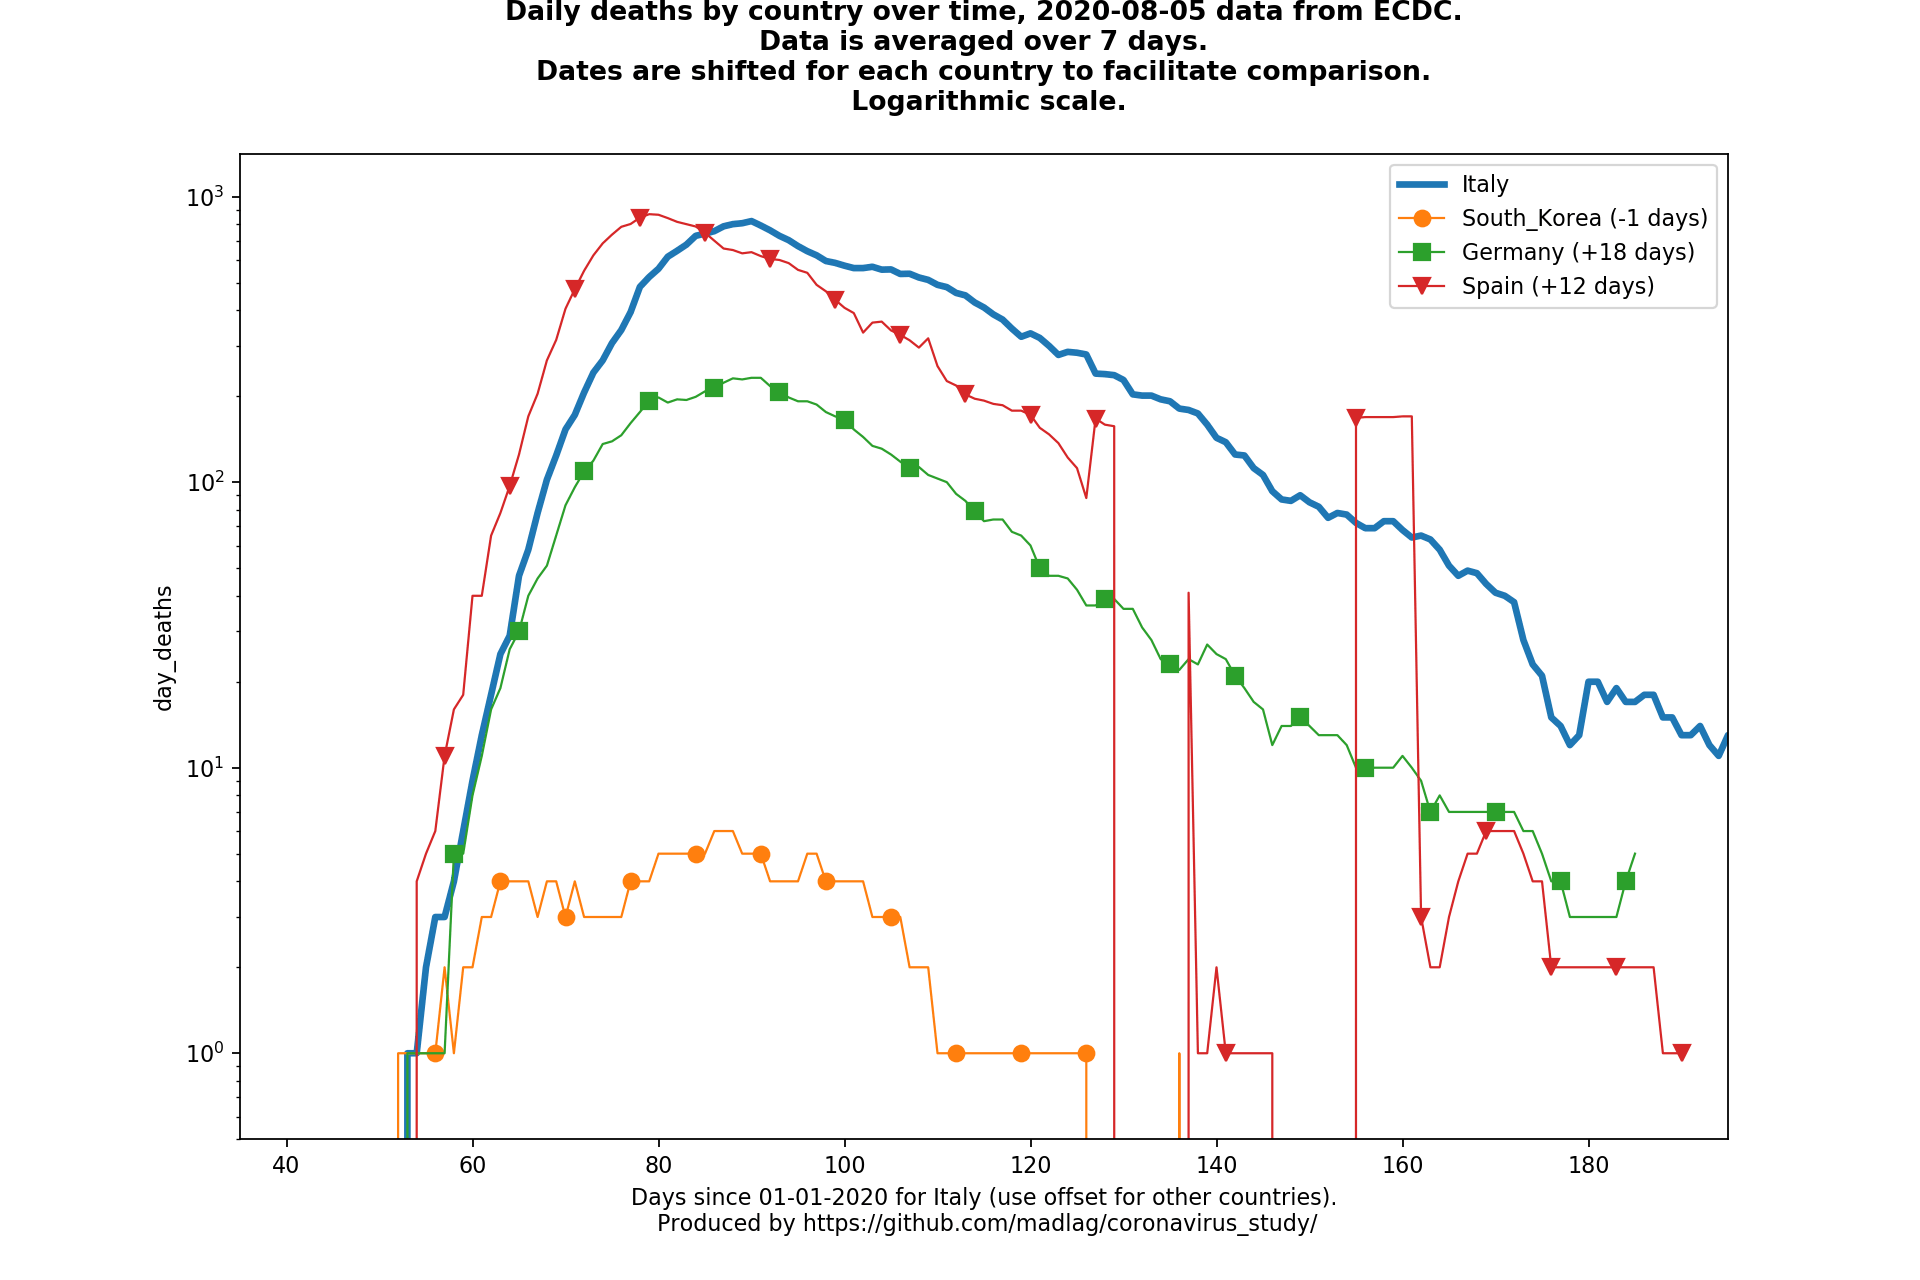 Daily deaths by country over time, 2020-08-05 data from ECDC.
Data is averaged over 7 days.
Dates are shifted for each country to facilitate comparison.
Logarithmic scale.
Italy
South_Korea (-1 days)
Germany (+18 days)
Spain (+12 days)
10³
10²
10¹
10⁰
day_deaths
40 60 80 100 120 140 160 180
Days since 01-01-2020 for Italy (use offset for other countries).
Produced by https://github.com/madlag/coronavirus_study/